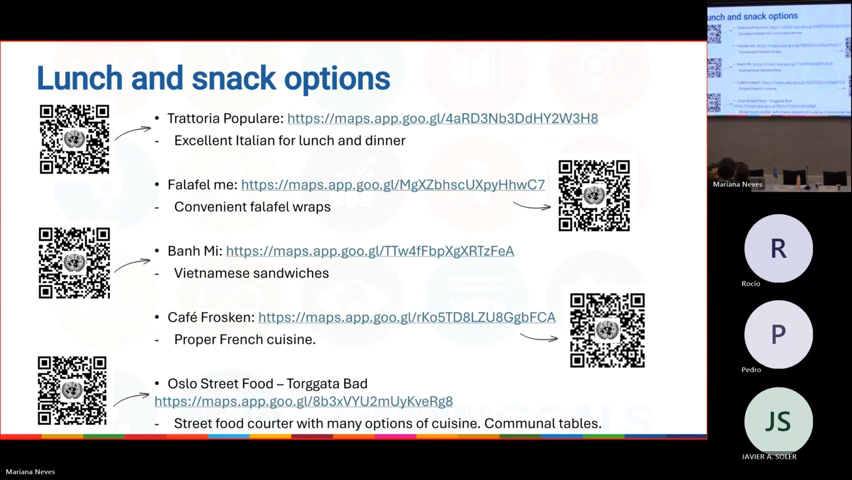 Lunch and snack options
• Trattoria Populare: https://maps.app.goo.gl/4aRD3Nb3DdHY2W3H8
- Excellent Italian for lunch and dinner
• Falafel me: https://maps.app.goo.gl/MgXZbhscUXpyHhwC7
- Convenient falafel wraps
• Banh Mi: https://maps.app.goo.gl/TTw4fFbpXgXRTzFeA
- Vietnamese sandwiches
• Café Frosken: https://maps.app.goo.gl/rKo5TD8LZU8GgbFCA
- Proper French cuisine.
• Oslo Street Food – Torggata Bad
https://maps.app.goo.gl/8b3xVYU2mUyKveRg8
- Street food courter with many options of cuisine. Communal tables.
Mariana Neves
unch and snack options
Mariana Neves
R
Rocío
P
Pedro
JS
JAVIER A. SOLER